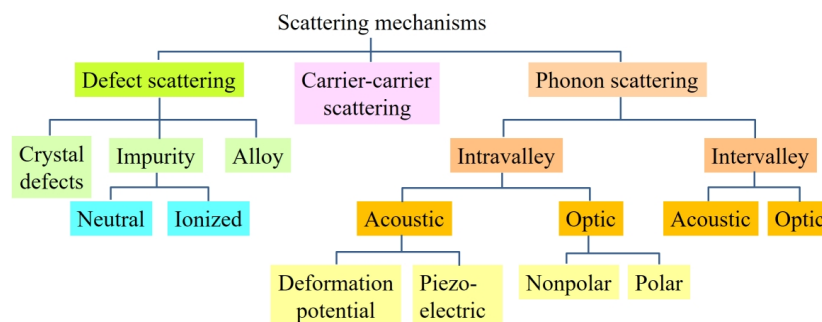 Scattering mechanisms
Defect scattering
Carrier-carrier
scattering
Phonon scattering
Crystal
defects
Impurity
Alloy
Intravalley
Intervalley
Neutral
Ionized
Acoustic
Optic
Acoustic
Optic
Deformation
potential
Piezo-
electric
Nonpolar
Polar